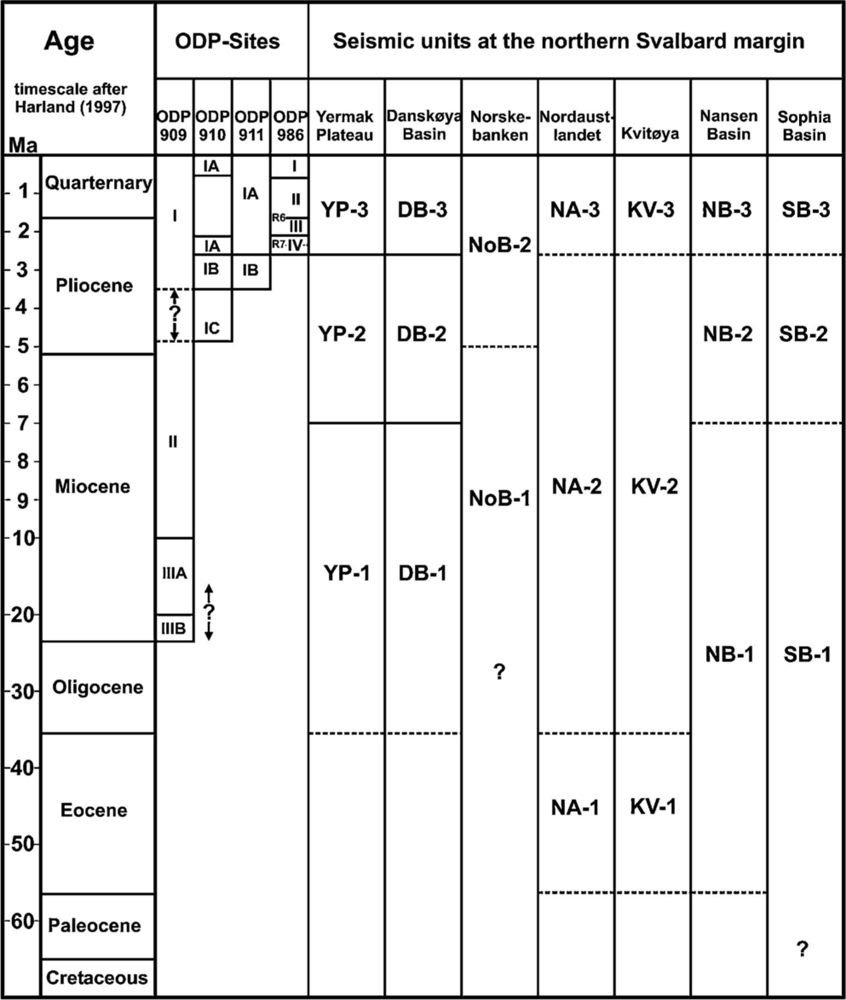 Age
timescale after
Harland (1997)
Ma
ODP-Sites
Seismic units at the northern Svalbard margin
ODP
909
ODP
910
ODP
911
ODP
986
Yermak
Plateau
Danskøya
Basin
Norske-
banken
Nordaust-
landet
Kvitøya
Nansen
Basin
Sophia
Basin
Quarternary
IA
I
1
IA
II
I
YP-3
DB-3
NA-3
KV-3
NB-3
SB-3
R6
III
2
IA
R7
IV
NoB-2
3
IB
IB
Pliocene
4
?
IC
YP-2
DB-2
NB-2
SB-2
5
6
7
II
8
Miocene
NA-2
KV-2
9
NoB-1
10
IIIA
YP-1
DB-1
20
?
IIIB
NB-1
SB-1
?
Oligocene
30
40
Eocene
NA-1
KV-1
50
60
Paleocene
?
Cretaceous